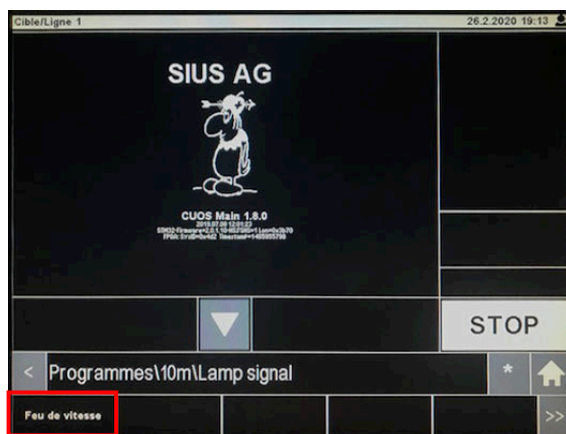 Cible/Ligne 1
26.2.2020 19:13
SIUS AG
CUOS Main 1.8.0
STOP
< Programmes\10m\Lamp signal *
Feu de vitesse >>